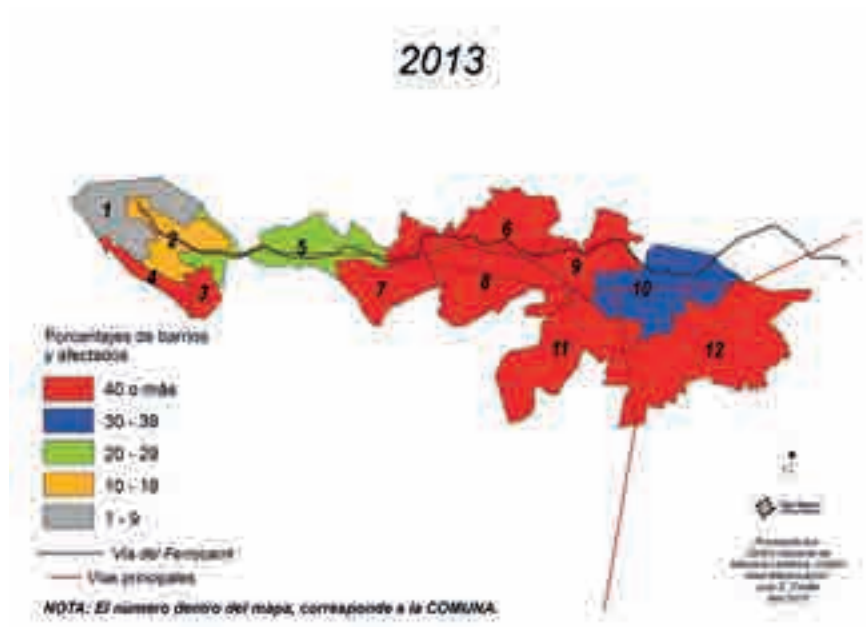 2013
1
2
3
4
5
6
7
8
9
10
11
12
Porcentajes de barrios
y afectados
40 o más
30 - 39
20 - 29
10 - 19
1 - 9
Vía del Ferrocarril
Vías principales
NOTA: El número dentro del mapa, corresponde a la COMUNA.